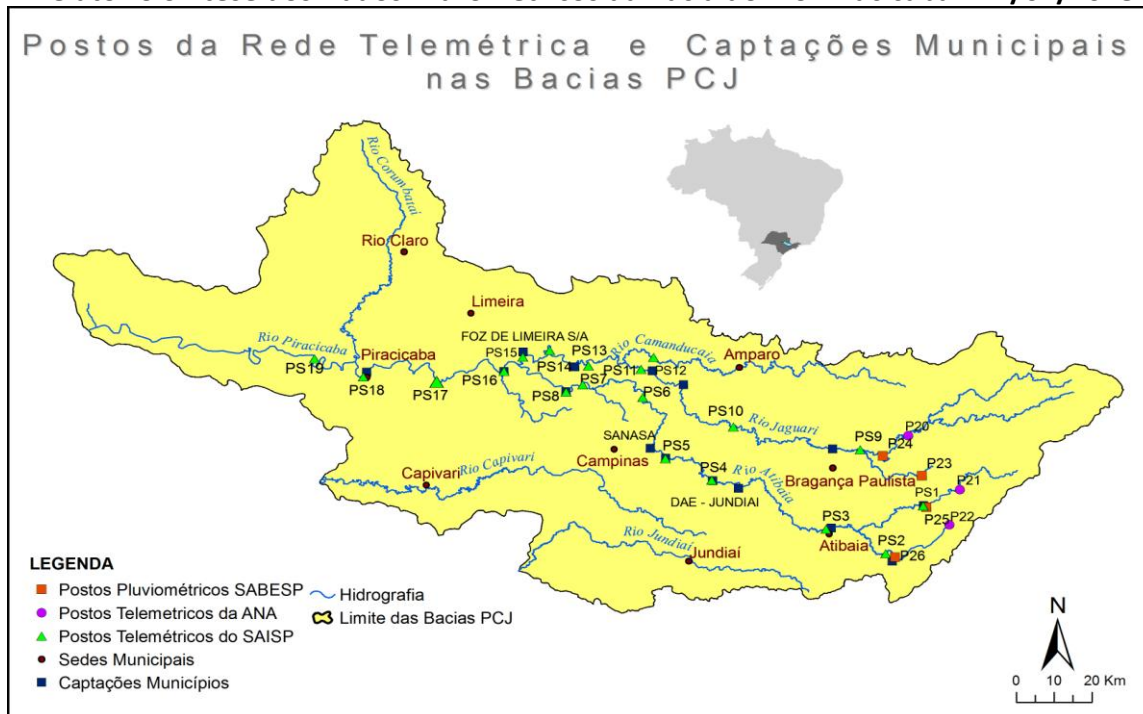 Postos da Rede Telemétrica e Captações Municipais
nas Bacias PCJ
Rio Corumbataí
Rio Claro
Limeira
FOZ DE LIMEIRA S/A
Rio Piracicaba
Piracicaba
PS19
PS18
PS17
PS16
PS15
PS14
PS13
PS7
PS8
PS11
PS12
PS6
Rio Camanducaia
Amparo
PS10
Rio Jaguari
P20
PS9
P24
P23
SANASA
PS5
Campinas
PS4
Rio Atibaia
Bragança Paulista
PS1
P21
DAE - JUNDIAI
Capivari
Rio Capivari
PS3
P25
P22
Atibaia
PS2
P26
Rio Jundiaí
Jundiaí
LEGENDA
Postos Pluviométricos SABESP
Hidrografia
Postos Telemetricos da ANA
Limite das Bacias PCJ
Postos Telemétricos do SAISP
Sedes Municipais
Captações Municípios
N
0 10 20 Km